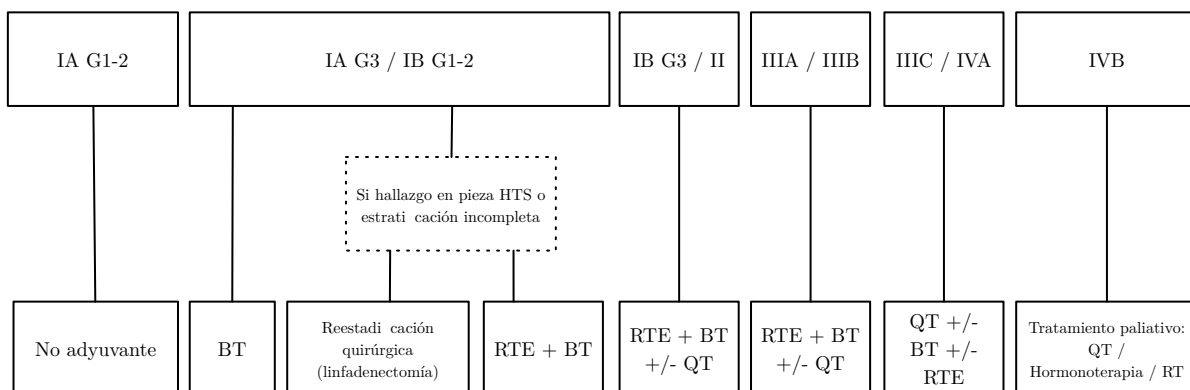 IA G1-2
IA G3 / IB G1-2
IB G3 / II
IIIA / IIIB
IIIC / IVA
IVB
Si hallazgo en pieza HTS o
estrati cación incompleta
No adyuvante
BT
Reestadi cación
quirúrgica
(linfadenectomía)
RTE + BT
RTE + BT
+/- QT
RTE + BT
+/- QT
QT +/-
BT +/-
RTE
Tratamiento paliativo:
QT /
Hormonoterapia / RT